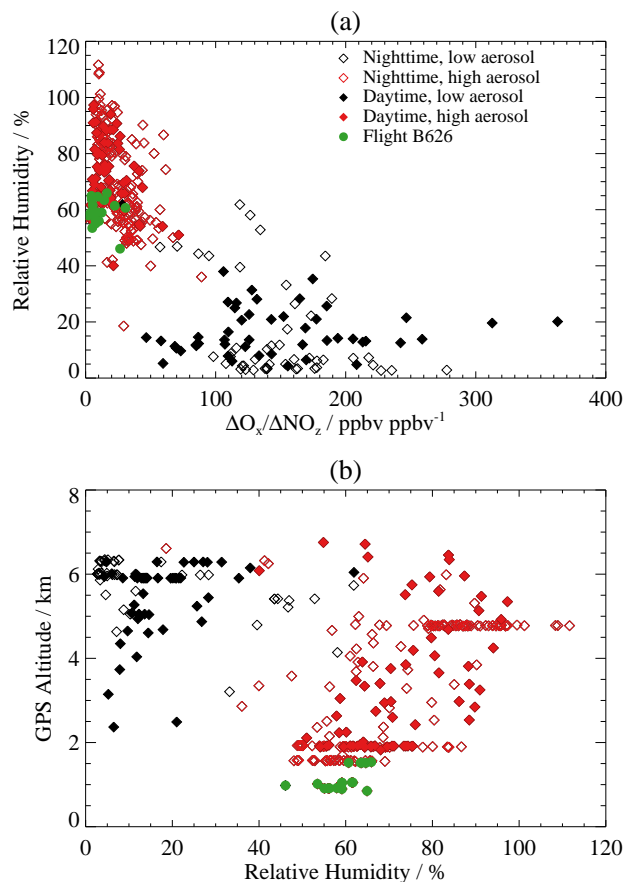 (a)
120
100
80
60
40
20
0
Relative Humidity / %
Nighttime, low aerosol
Nighttime, high aerosol
Daytime, low aerosol
Daytime, high aerosol
Flight B626
0 100 200 300 400
ΔOₓ/ΔNO_z / ppbv ppbv⁻¹
(b)
8
6
4
2
0
GPS Altitude / km
0 20 40 60 80 100 120
Relative Humidity / %